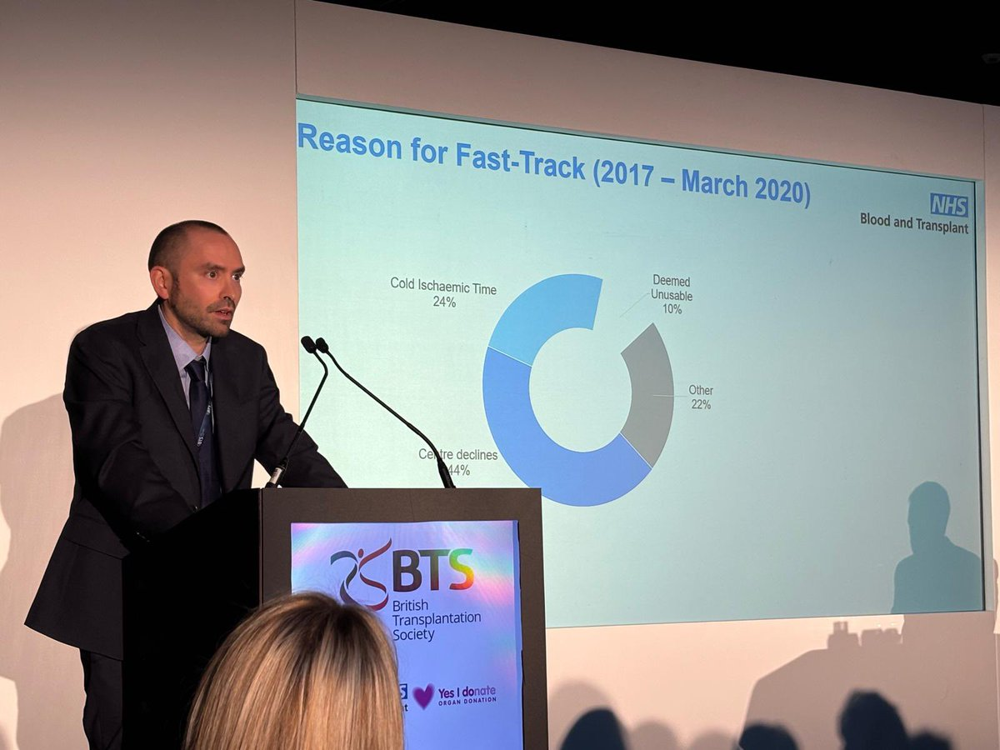 Reason for Fast-Track (2017 – March 2020)
NHS
Blood and Transplant
Cold Ischaemic Time
24%
Deemed
Unusable
10%
Other
22%
Centre declines
44%
BTS
British
Transplantation
Society
Yes I donate
ORGAN DONATION
BTS